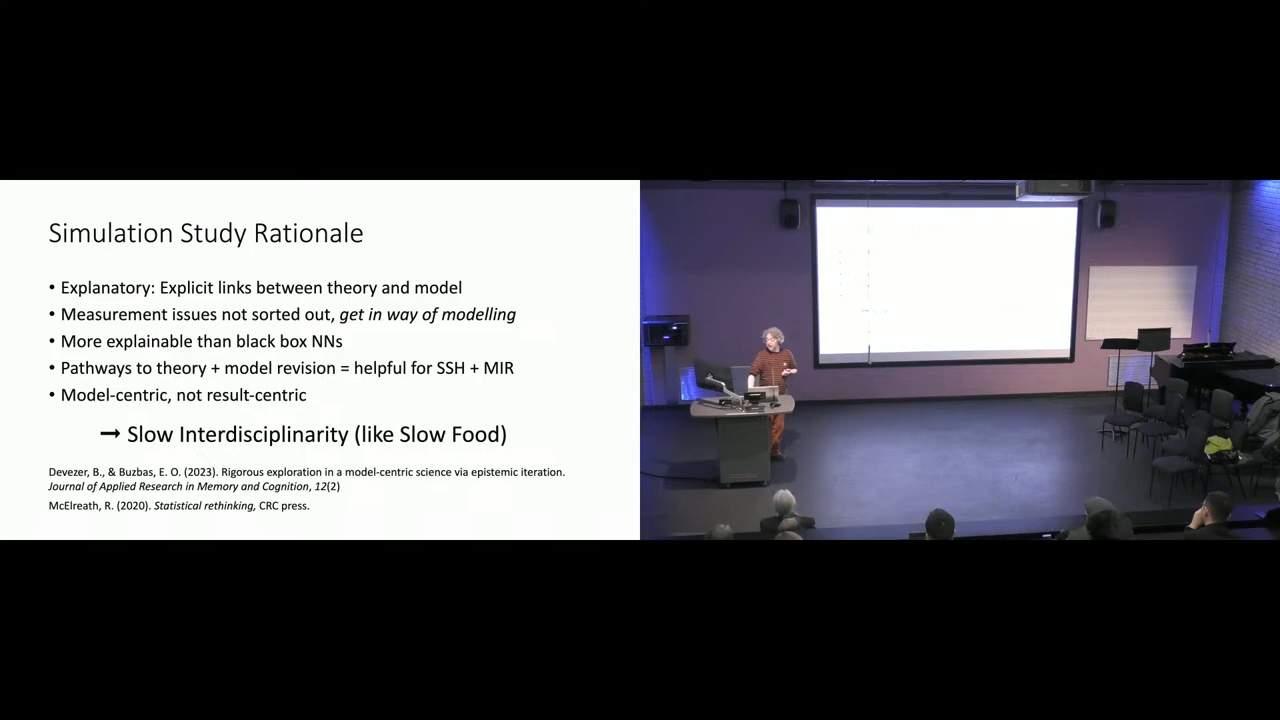 Simulation Study Rationale
• Explanatory: Explicit links between theory and model
• Measurement issues not sorted out, get in way of modelling
• More explainable than black box NNs
• Pathways to theory + model revision = helpful for SSH + MIR
• Model-centric, not result-centric
→ Slow Interdisciplinarity (like Slow Food)
Devezer, B., & Buzbas, E. O. (2023). Rigorous exploration in a model-centric science via epistemic iteration.
Journal of Applied Research in Memory and Cognition, 12(2)
McElreath, R. (2020). Statistical rethinking, CRC press.